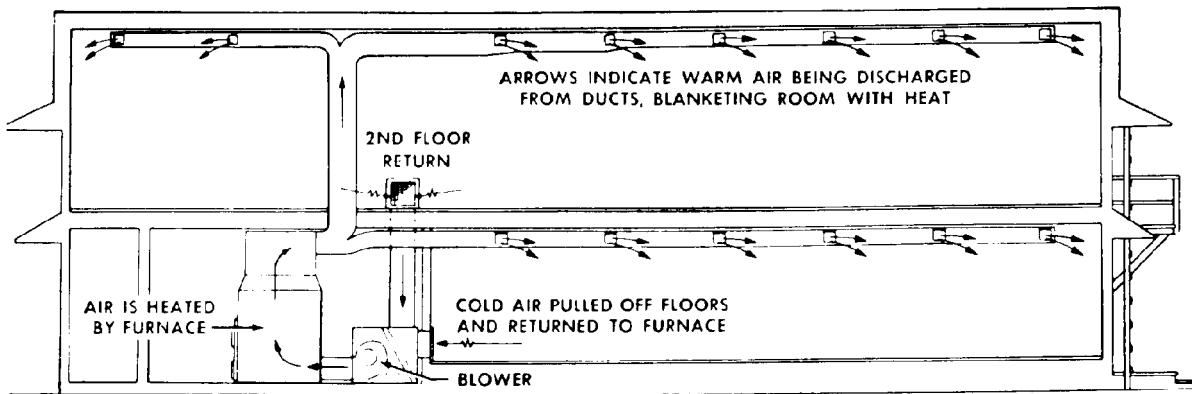 ARROWS INDICATE WARM AIR BEING DISCHARGED
FROM DUCTS, BLANKETING ROOM WITH HEAT
2ND FLOOR
RETURN
AIR IS HEATED
BY FURNACE
COLD AIR PULLED OFF FLOORS
AND RETURNED TO FURNACE
BLOWER